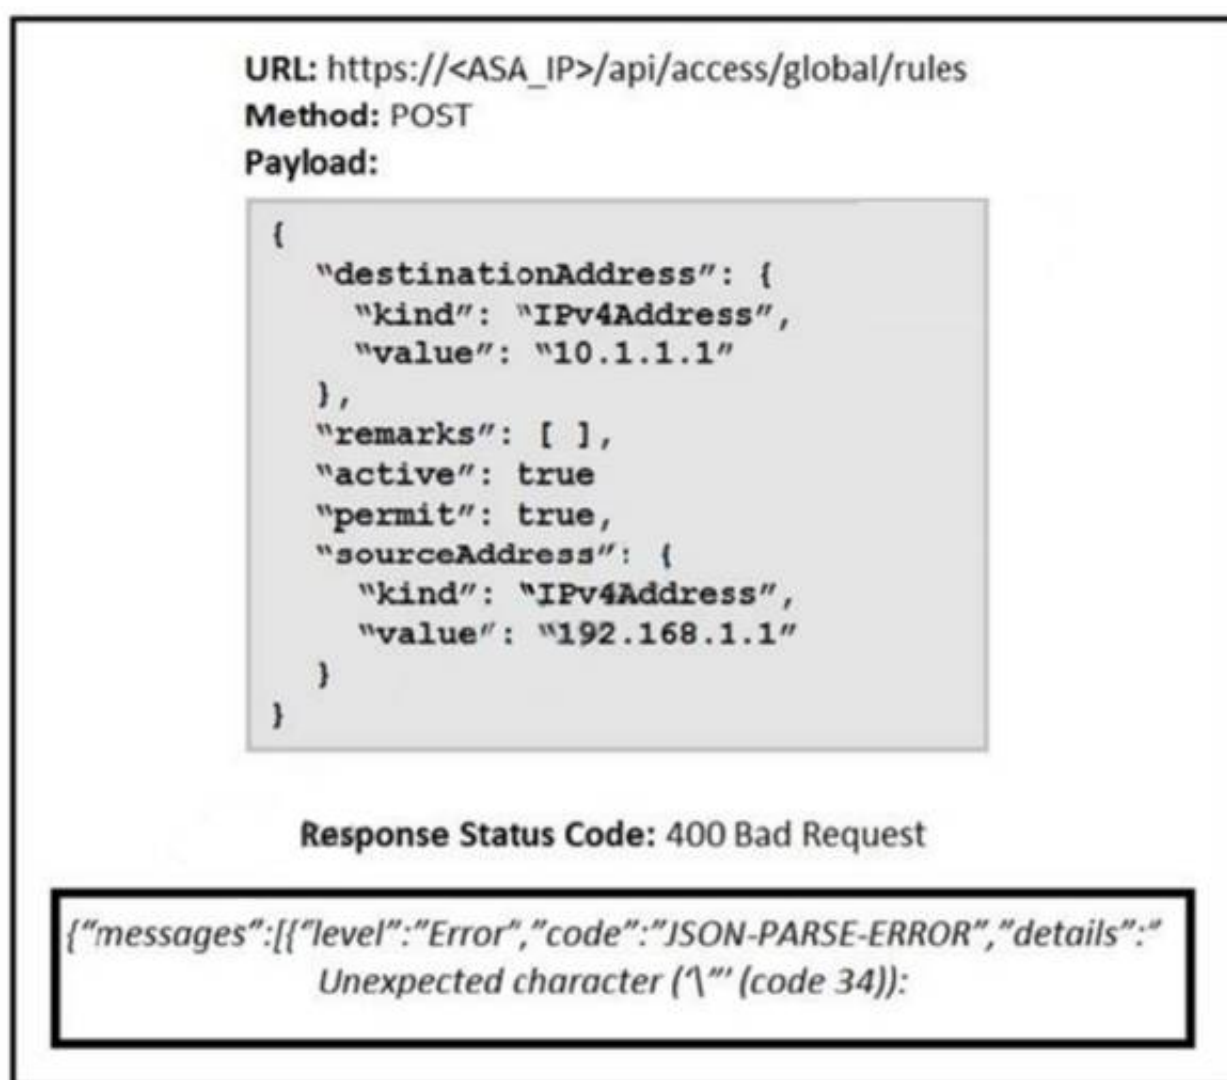 URL: https://<ASA_IP>/api/access/global/rules
Method: POST
Payload:
{
“destinationAddress”: {
“kind”: “IPv4Address”,
“value”: “10.1.1.1”
},
“remarks”: [ ],
“active”: true
“permit”: true,
“sourceAddress”: {
“kind”: “IPv4Address”,
“value”: “192.168.1.1”
}
}
Response Status Code: 400 Bad Request
{“messages”:[{“level”:”Error”,”code”:”JSON-PARSE-ERROR”,”details”:”
Unexpected character (‘\”’ (code 34)):